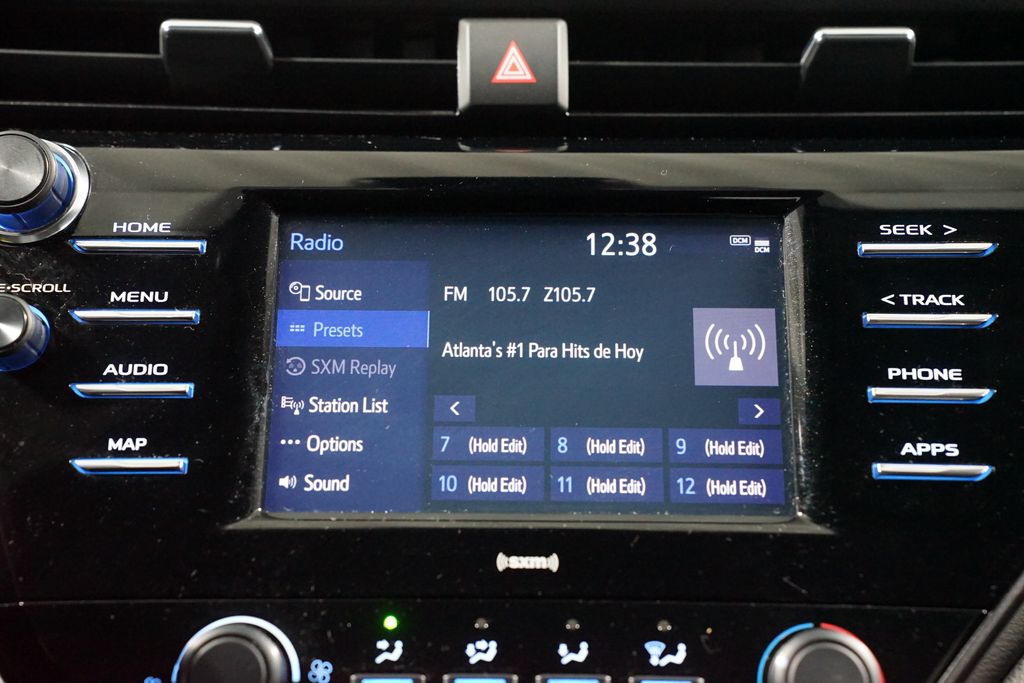 HOME
E•SCROLL
MENU
AUDIO
MAP
Radio
12:38
DCM
DCM
Source
Presets
SXM Replay
Station List
Options
Sound
FM 105.7 Z105.7
Atlanta's #1 Para Hits de Hoy
< >
7 (Hold Edit) 8 (Hold Edit) 9 (Hold Edit)
10 (Hold Edit) 11 (Hold Edit) 12 (Hold Edit)
SEEK >
< TRACK
PHONE
APPS
((sxm))